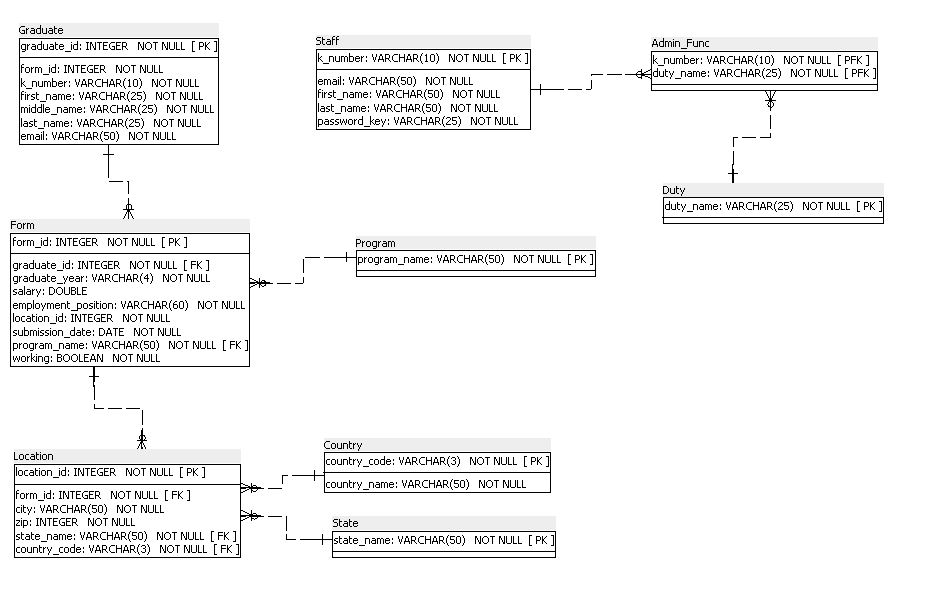 Graduate
graduate_id: INTEGER NOT NULL [ PK ]
form_id: INTEGER NOT NULL
k_number: VARCHAR(10) NOT NULL
first_name: VARCHAR(25) NOT NULL
middle_name: VARCHAR(25) NOT NULL
last_name: VARCHAR(25) NOT NULL
email: VARCHAR(50) NOT NULL
Staff
k_number: VARCHAR(10) NOT NULL [ PK ]
email: VARCHAR(50) NOT NULL
first_name: VARCHAR(50) NOT NULL
last_name: VARCHAR(50) NOT NULL
password_key: VARCHAR(25) NOT NULL
Admin_Func
k_number: VARCHAR(10) NOT NULL [ PFK ]
duty_name: VARCHAR(25) NOT NULL [ PFK ]
Duty
duty_name: VARCHAR(25) NOT NULL [ PK ]
Form
form_id: INTEGER NOT NULL [ PK ]
graduate_id: INTEGER NOT NULL [ FK ]
graduate_year: VARCHAR(4) NOT NULL
salary: DOUBLE
employment_position: VARCHAR(60) NOT NULL
location_id: INTEGER NOT NULL
submission_date: DATE NOT NULL
program_name: VARCHAR(50) NOT NULL [ FK ]
working: BOOLEAN NOT NULL
Program
program_name: VARCHAR(50) NOT NULL [ PK ]
Location
location_id: INTEGER NOT NULL [ PK ]
form_id: INTEGER NOT NULL [ FK ]
city: VARCHAR(50) NOT NULL
zip: INTEGER NOT NULL
state_name: VARCHAR(50) NOT NULL [ FK ]
country_code: VARCHAR(3) NOT NULL [ FK ]
Country
country_code: VARCHAR(3) NOT NULL [ PK ]
country_name: VARCHAR(50) NOT NULL
State
state_name: VARCHAR(50) NOT NULL [ PK ]